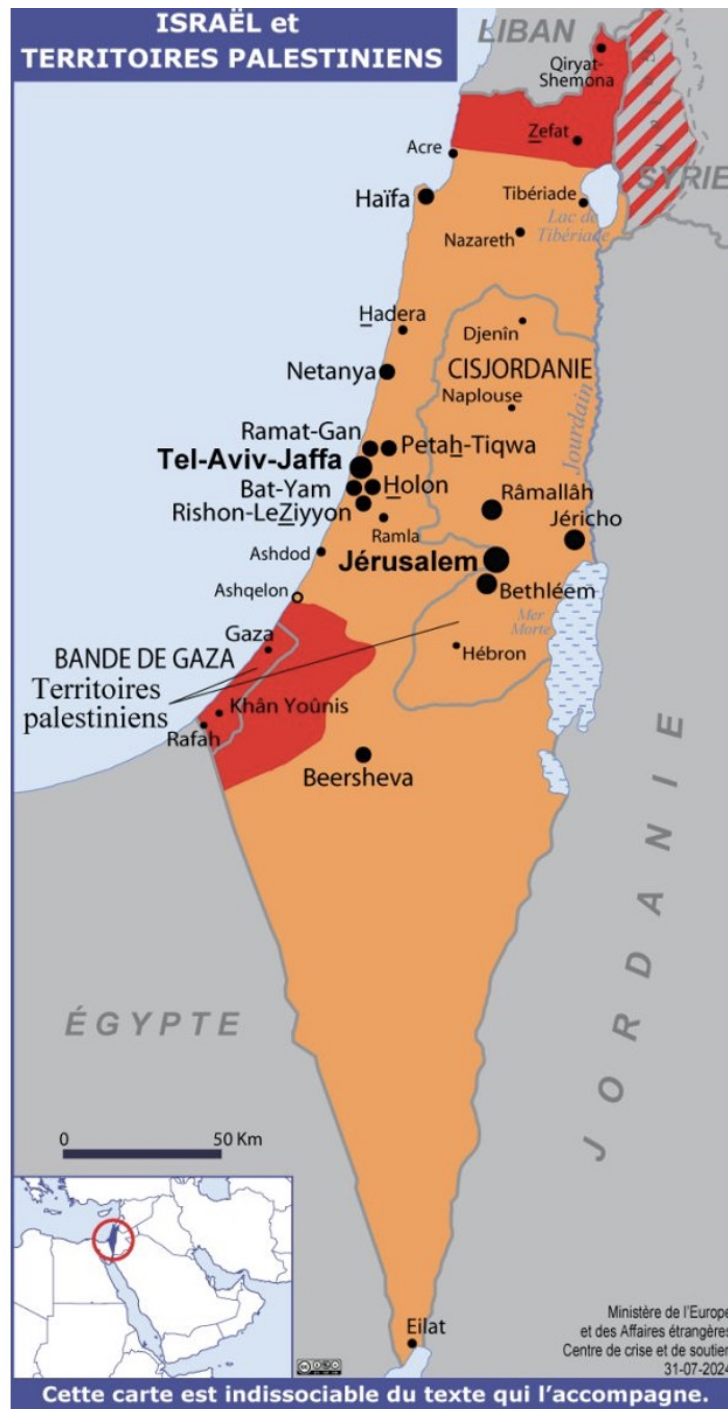 ISRAËL et
TERRITOIRES PALESTINIENS
LIBAN
Qiryat-
Shemona
Zefat
Acre
SYRIE
Haïfa
Tibériade
Lac de
Tibériade
Nazareth
Hadera
Djenîn
CISJORDANIE
Netanya
Naplouse
Jourdain
Ramat-Gan
Petah-Tiqwa
Tel-Aviv-Jaffa
Bat-Yam
Holon
Rishon-LeZiyyon
Râmallâh
Jéricho
Ramla
Ashdod
Jérusalem
Ashqelon
Bethléem
Mer
Morte
Gaza
BANDE DE GAZA
Hébron
Territoires
palestiniens
Khân Yoûnis
Rafah
Beersheva
JORDANIE
ÉGYPTE
0 50 Km
Eilat
Ministère de l'Europe
et des Affaires étrangères
Centre de crise et de soutien
31-07-2024
Cette carte est indissociable du texte qui l'accompagne.